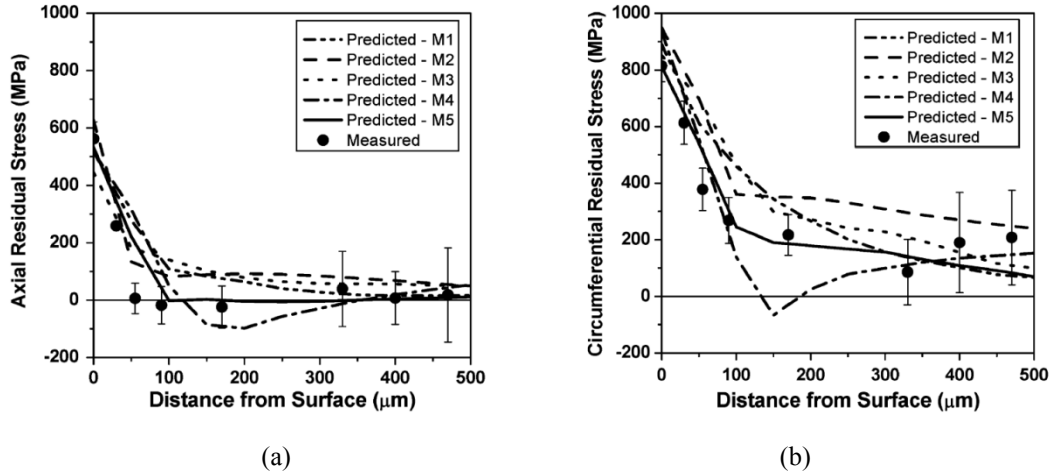 1000
800
600
400
200
0
-200
Axial Residual Stress (MPa)
Predicted - M1
Predicted - M2
Predicted - M3
Predicted - M4
Predicted - M5
Measured
0 100 200 300 400 500
Distance from Surface (μm)
(a)
1000
800
600
400
200
0
-200
Circumferential Residual Stress (MPa)
Predicted - M1
Predicted - M2
Predicted - M3
Predicted - M4
Predicted - M5
Measured
0 100 200 300 400 500
Distance from Surface (μm)
(b)